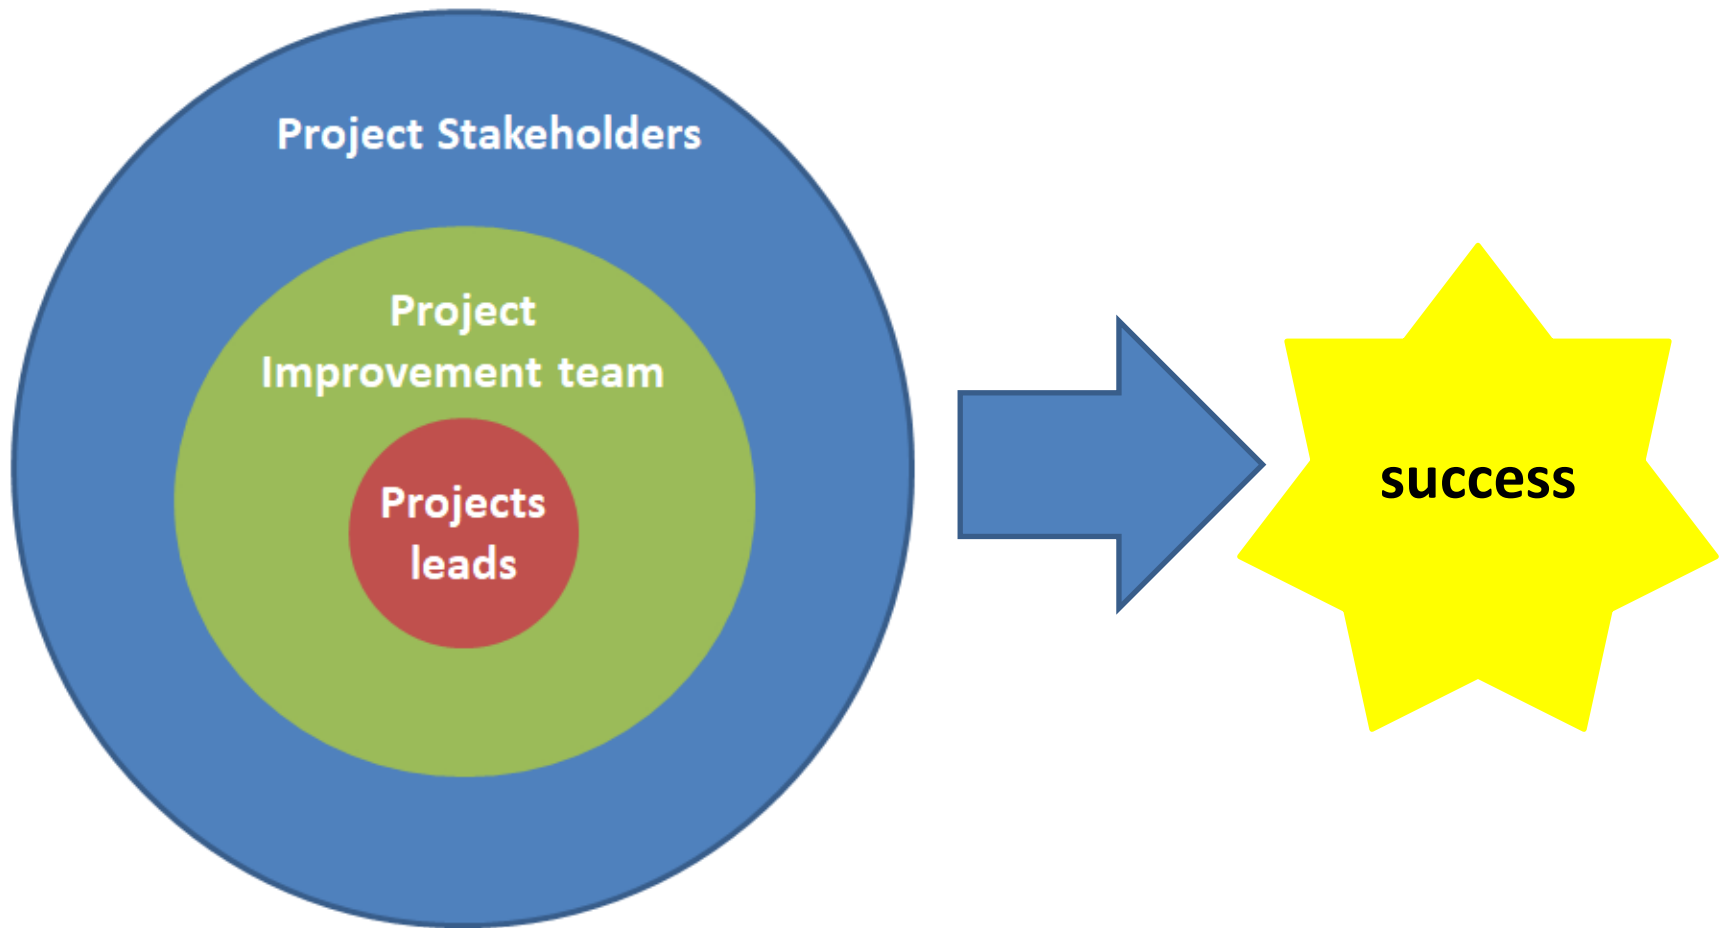 Project Stakeholders
Project
Improvement team
Projects
leads
success